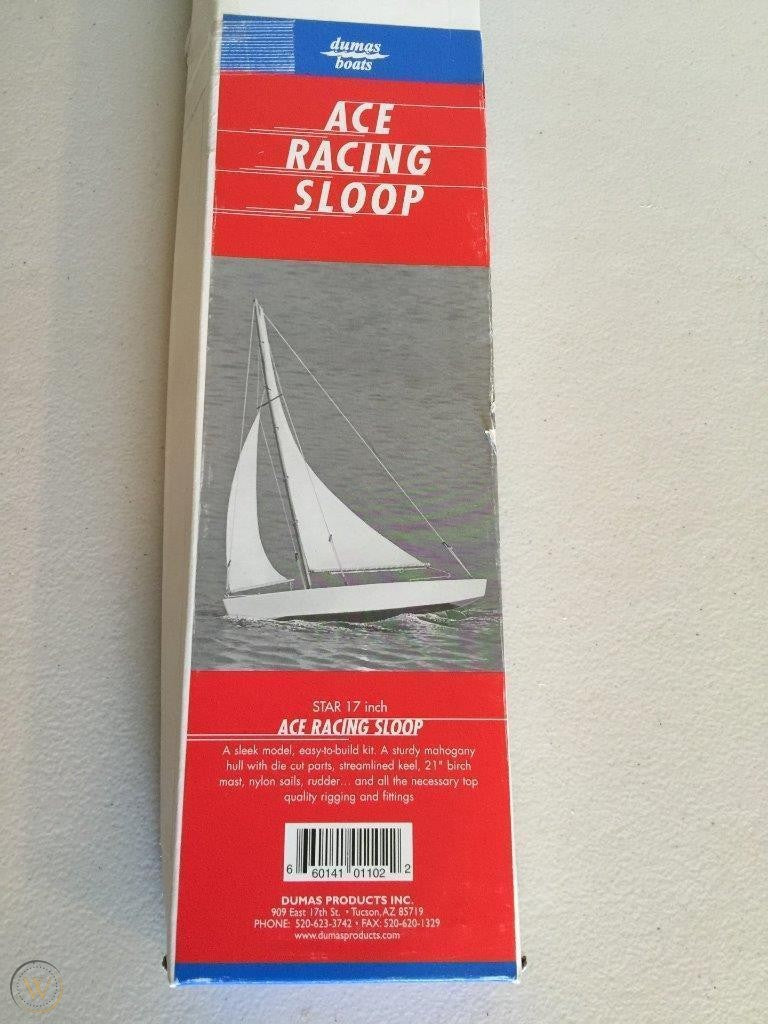 dumas
boats
ACE
RACING
SLOOP
STAR 17 inch
ACE RACING SLOOP
A sleek model, easy-to-build kit. A sturdy mahogany
hull with die cut parts, streamlined keel, 21" birch
mast, nylon sails, rudder... and all the necessary top
quality rigging and fittings
6 60141 01102 2
DUMAS PRODUCTS INC.
909 East 17th St. • Tucson, AZ 85719
PHONE: 520-623-3742 • FAX: 520-620-1329
www.dumasproducts.com
W